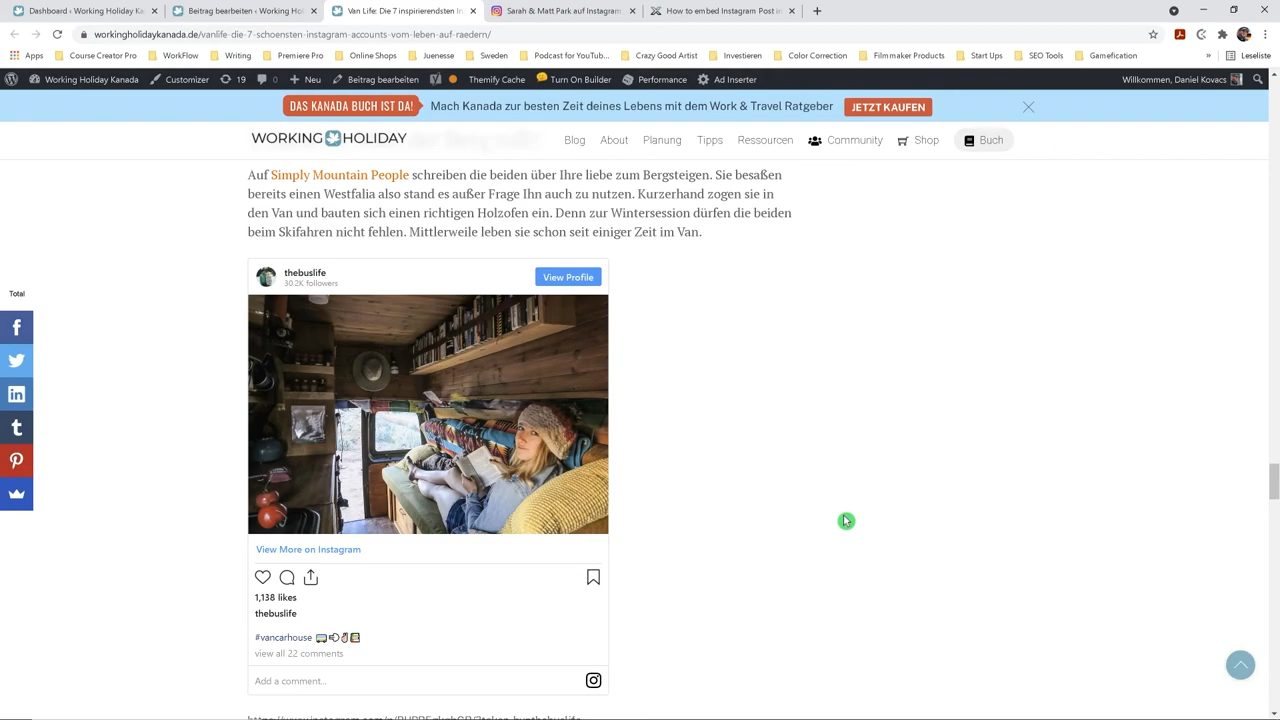 Dashboard ‹ Working Holiday Ka
Beitrag bearbeiten ‹ Working Holi
Van Life: Die 7 inspirierendsten In
Sarah & Matt Park auf Instagram
How to embed Instagram Post in
workingholidaykanada.de/vanlife-die-7-schoensten-instagram-accounts-vom-leben-auf-raedern/
Apps Course Creator Pro WorkFlow Writing Premiere Pro Online Shops Juenesse Sweden Podcast for YouTub... Crazy Good Artist Investieren Color Correction Filmmaker Products Start Ups SEO Tools Gamefication » Leseliste
Working Holiday Kanada Customizer 19 0 Neu Beitrag bearbeiten Themify Cache Turn On Builder Performance Ad Inserter Willkommen, Daniel Kovacs
DAS KANADA BUCH IST DA! Mach Kanada zur besten Zeit deines Lebens mit dem Work & Travel Ratgeber JETZT KAUFEN
WORKING HOLIDAY Blog About Planung Tipps Ressourcen Community Shop Buch
Auf Simply Mountain People schreiben die beiden über Ihre liebe zum Bergsteigen. Sie besaßen
bereits einen Westfalia also stand es außer Frage Ihn auch zu nutzen. Kurzerhand zogen sie in
den Van und bauten sich einen richtigen Holzofen ein. Denn zur Wintersession dürfen die beiden
beim Skifahren nicht fehlen. Mittlerweile leben sie schon seit einiger Zeit im Van.
Total
thebuslife
30.2K followers
View Profile
View More on Instagram
1,138 likes
thebuslife
#vancarhouse
view all 22 comments
Add a comment...